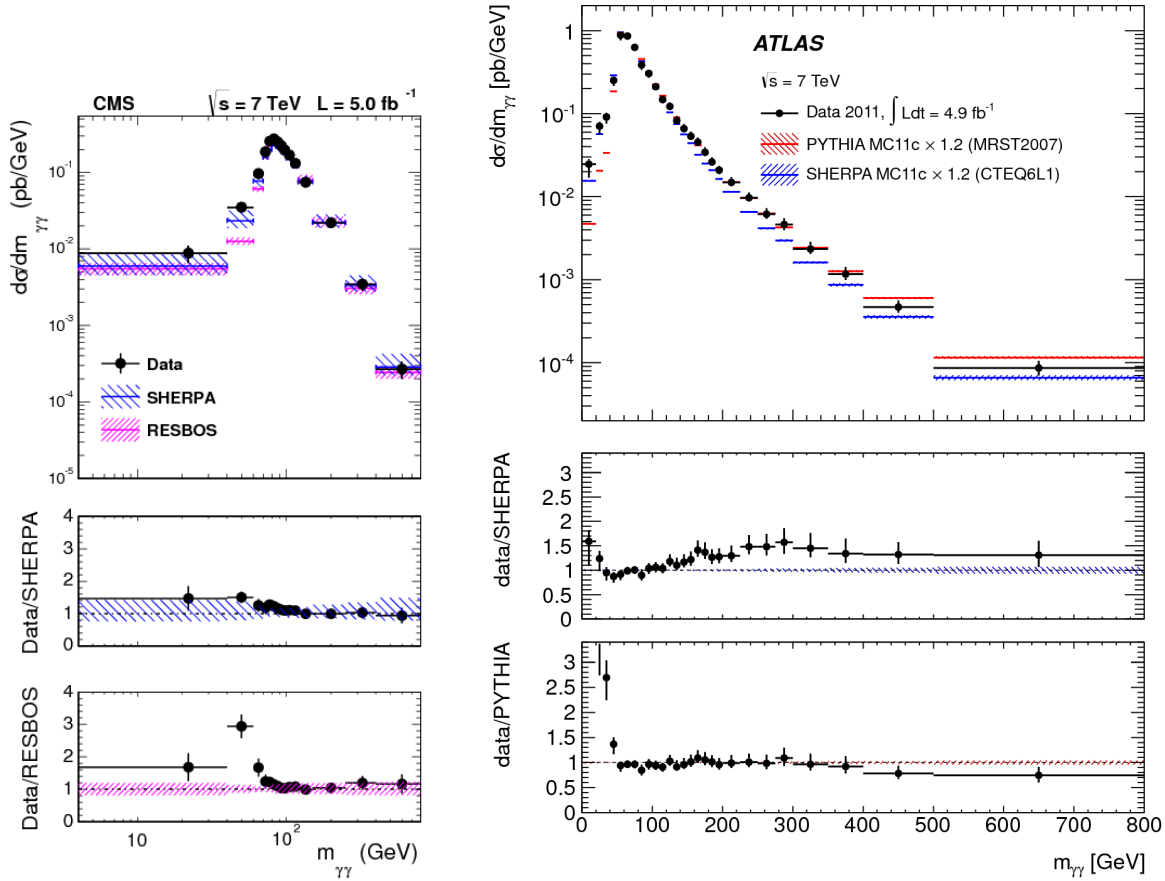 CMS √s = 7 TeV L = 5.0 fb⁻¹
dσ/dm_γγ (pb/GeV)
10⁻¹
10⁻²
10⁻³
10⁻⁴
10⁻⁵
Data
SHERPA
RESBOS
Data/SHERPA
4
3
2
1
0
Data/RESBOS
4
3
2
1
0
10 10²
m_γγ (GeV)
dσ/dm_γγ [pb/GeV]
1
10⁻¹
10⁻²
10⁻³
10⁻⁴
ATLAS
√s = 7 TeV
Data 2011, ∫ Ldt = 4.9 fb⁻¹
PYTHIA MC11c × 1.2 (MRST2007)
SHERPA MC11c × 1.2 (CTEQ6L1)
data/SHERPA
3
2.5
2
1.5
1
0.5
0
data/PYTHIA
3
2.5
2
1.5
1
0.5
0
0 100 200 300 400 500 600 700 800
m_γγ [GeV]